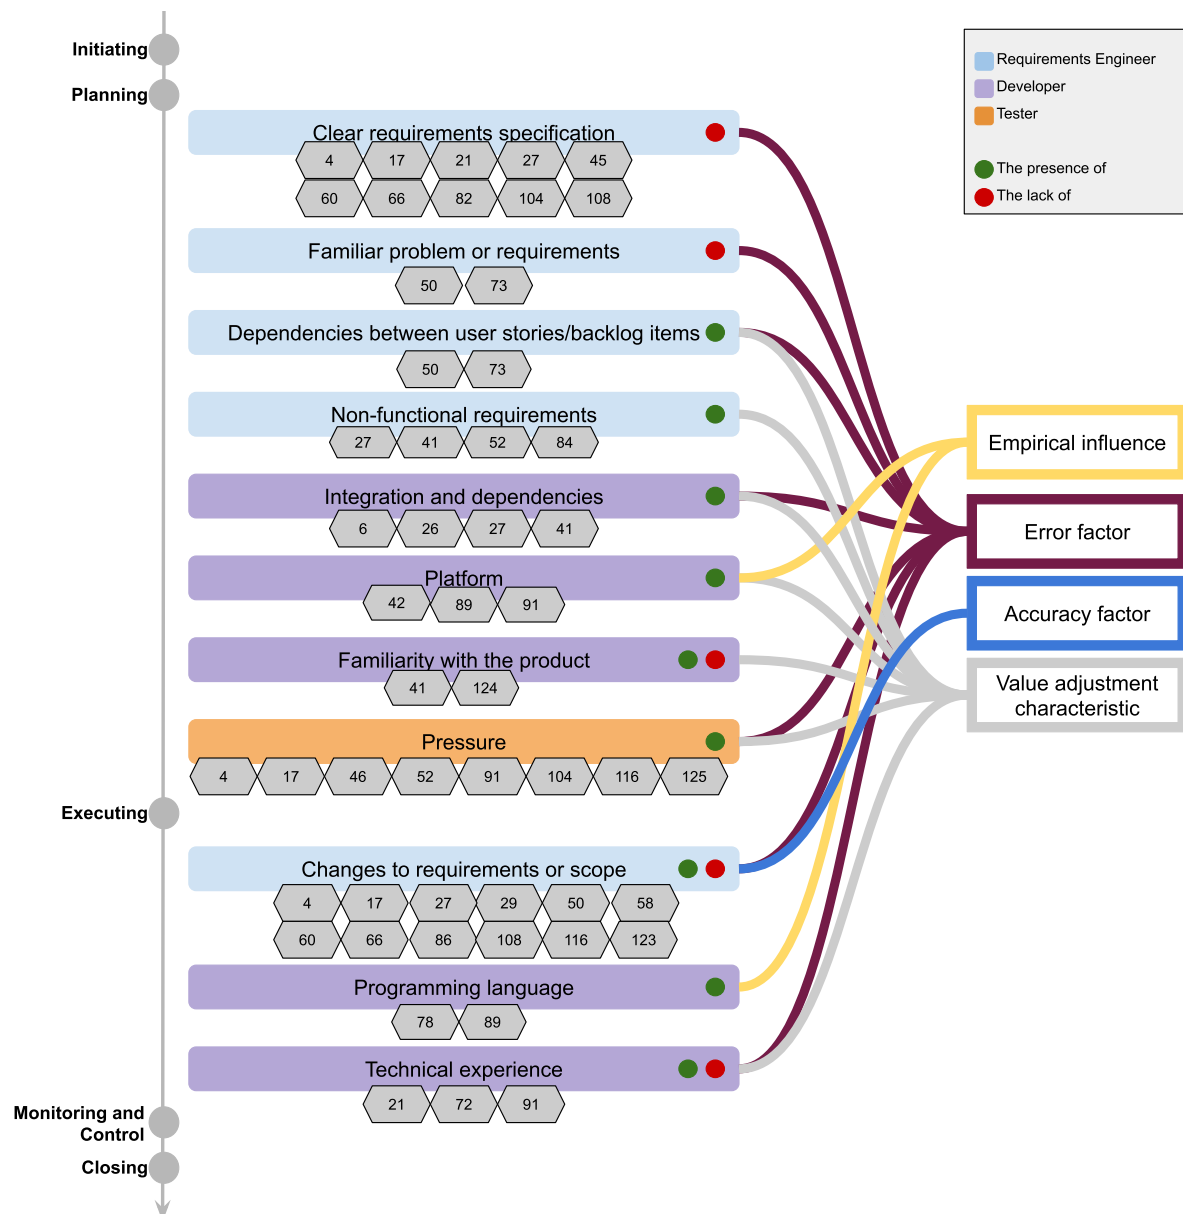 Initiating
Planning
Requirements Engineer
Developer
Tester
The presence of
The lack of
Clear requirements specification
4 17 21 27 45
60 66 82 104 108
Familiar problem or requirements
50 73
Dependencies between user stories/backlog items
50 73
Non-functional requirements
27 41 52 84
Integration and dependencies
6 26 27 41
Platform
42 89 91
Familiarity with the product
41 124
Pressure
4 17 46 52 91 104 116 125
Executing
Changes to requirements or scope
4 17 27 29 50 58
60 66 86 108 116 123
Programming language
78 89
Technical experience
21 72 91
Monitoring and
Control
Closing
Empirical influence
Error factor
Accuracy factor
Value adjustment
characteristic